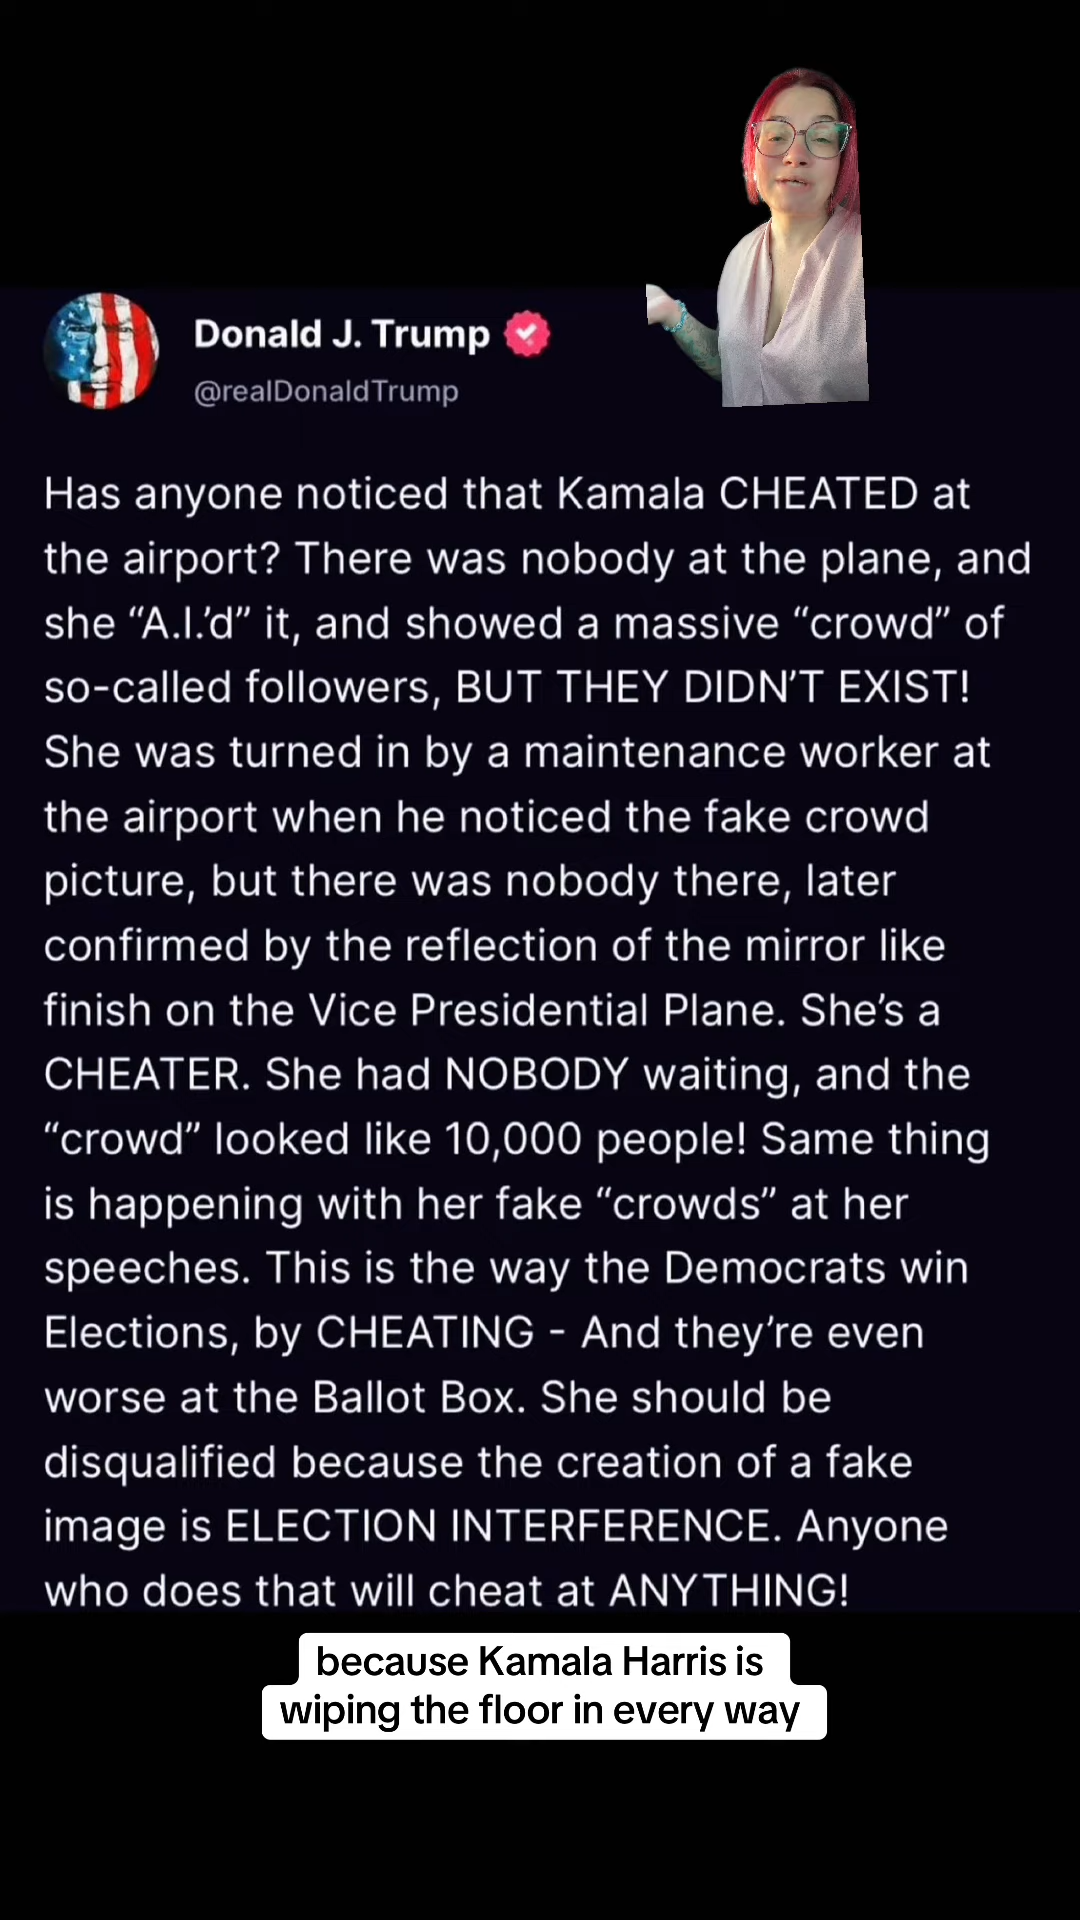 Donald J. Trump
@realDonaldTrump
Has anyone noticed that Kamala CHEATED at
the airport? There was nobody at the plane, and
she “A.I.’d” it, and showed a massive “crowd” of
so-called followers, BUT THEY DIDN’T EXIST!
She was turned in by a maintenance worker at
the airport when he noticed the fake crowd
picture, but there was nobody there, later
confirmed by the reflection of the mirror like
finish on the Vice Presidential Plane. She’s a
CHEATER. She had NOBODY waiting, and the
“crowd” looked like 10,000 people! Same thing
is happening with her fake “crowds” at her
speeches. This is the way the Democrats win
Elections, by CHEATING - And they’re even
worse at the Ballot Box. She should be
disqualified because the creation of a fake
image is ELECTION INTERFERENCE. Anyone
who does that will cheat at ANYTHING!
because Kamala Harris is
wiping the floor in every way